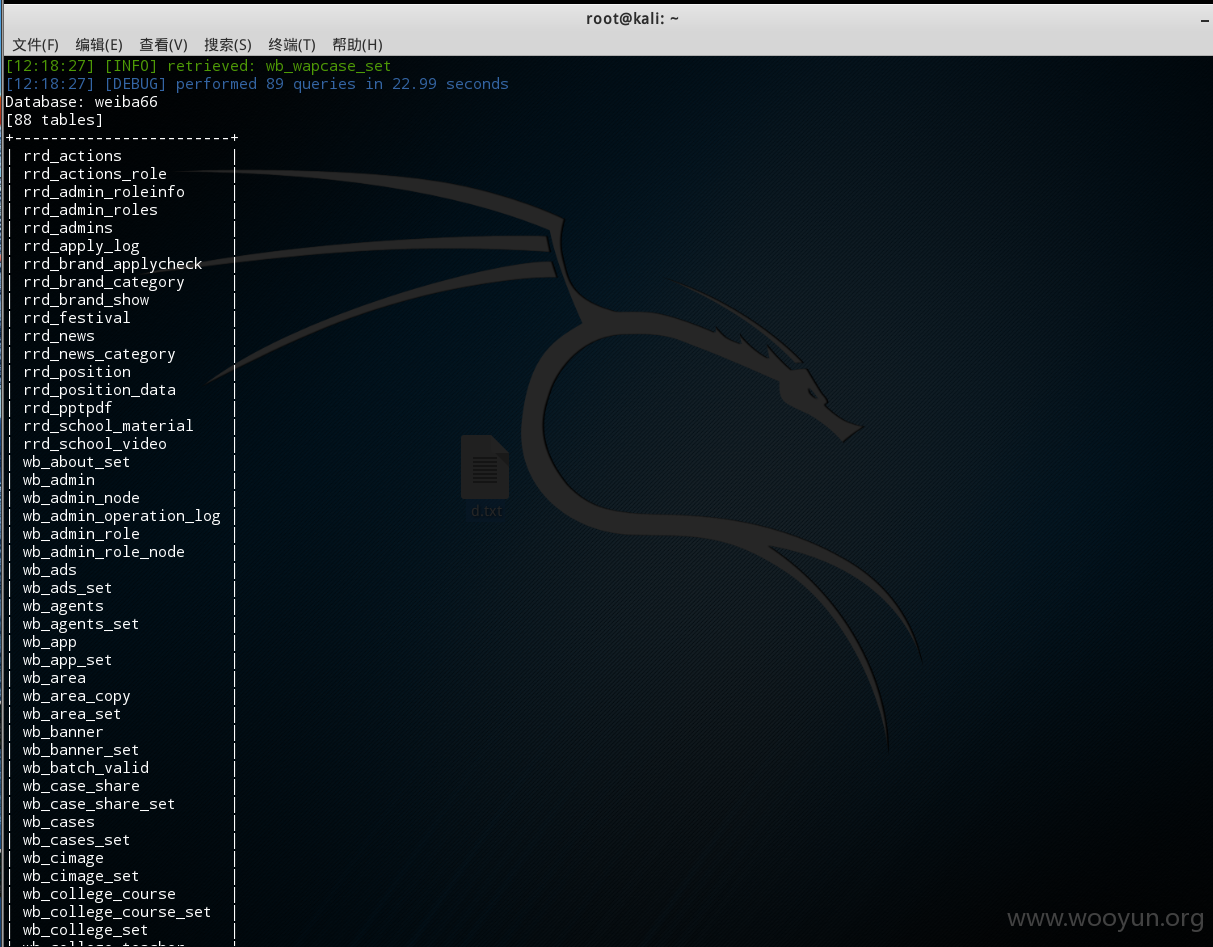 root@kali: ~
文件(F) 编辑(E) 查看(V) 搜索(S) 终端(T) 帮助(H)
[12:18:27] [INFO] retrieved: wb_wapcase_set
[12:18:27] [DEBUG] performed 89 queries in 22.99 seconds
Database: weiba66
[88 tables]
+------------------------+
| rrd_actions |
| rrd_actions_role |
| rrd_admin_roleinfo |
| rrd_admin_roles |
| rrd_admins |
| rrd_apply_log |
| rrd_brand_applycheck |
| rrd_brand_category |
| rrd_brand_show |
| rrd_festival |
| rrd_news |
| rrd_news_category |
| rrd_position |
| rrd_position_data |
| rrd_pptpdf |
| rrd_school_material |
| rrd_school_video |
| wb_about_set |
| wb_admin |
| wb_admin_node |
| wb_admin_operation_log |
| wb_admin_role |
| wb_admin_role_node |
| wb_ads |
| wb_ads_set |
| wb_agents |
| wb_agents_set |
| wb_app |
| wb_app_set |
| wb_area |
| wb_area_copy |
| wb_area_set |
| wb_banner |
| wb_banner_set |
| wb_batch_valid |
| wb_case_share |
| wb_case_share_set |
| wb_cases |
| wb_cases_set |
| wb_cimage |
| wb_cimage_set |
| wb_college_course |
| wb_college_course_set |
| wb_college_set |
d.txt
www.wooyun.org